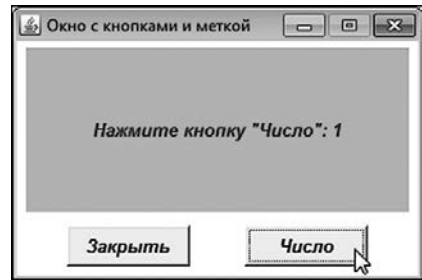 Окно с кнопками и меткой
Нажмите кнопку "Число": 1
Закрыть
Число